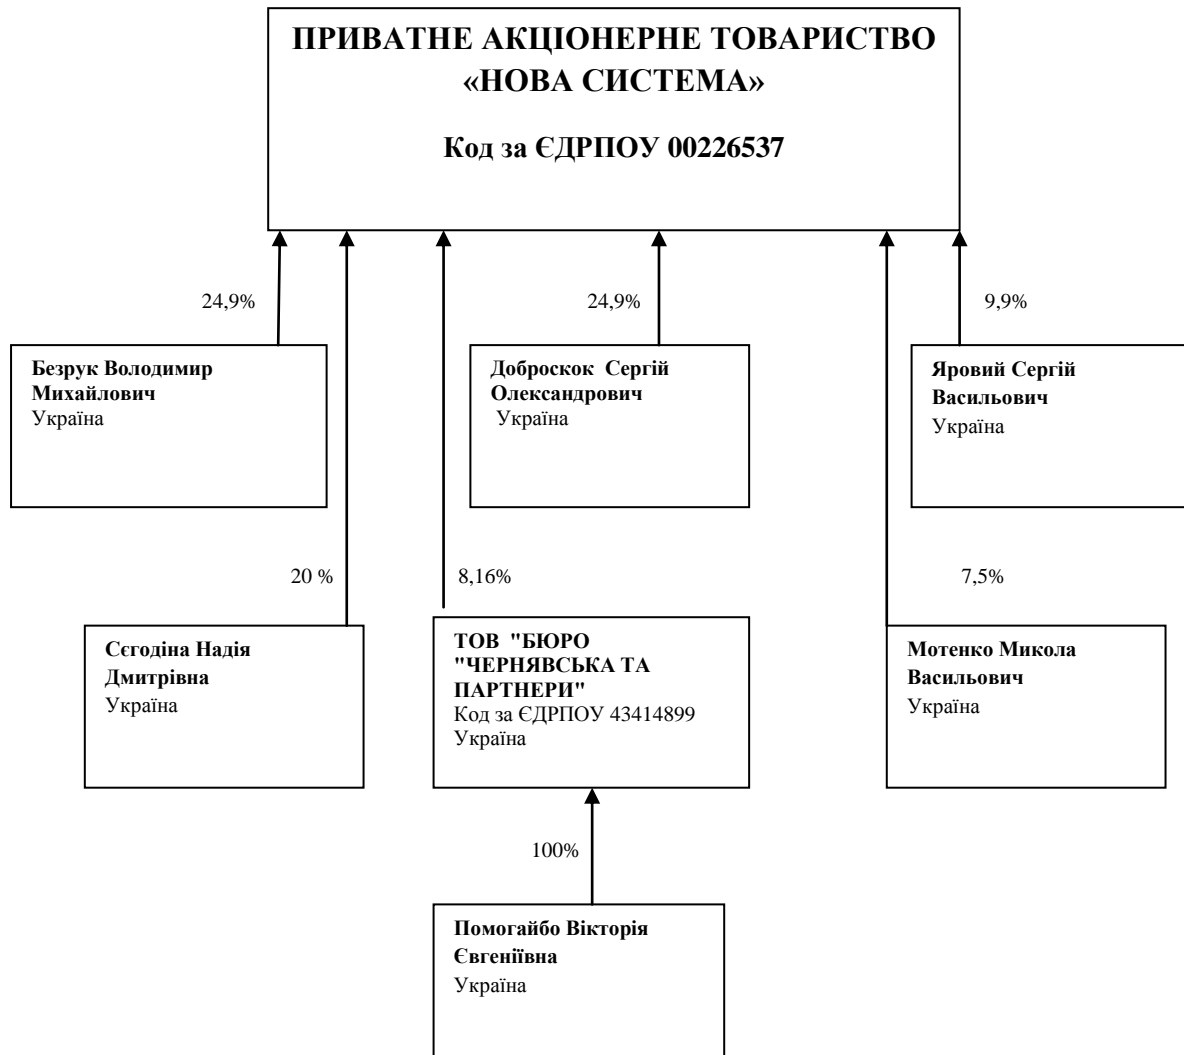 ПРИВАТНЕ АКЦІОНЕРНЕ ТОВАРИСТВО
«НОВА СИСТЕМА»
Код за ЄДРПОУ 00226537
24,9%
24,9%
9,9%
Безрук Володимир
Михайлович
Україна
Доброскок Сергій
Олександрович
Україна
Яровий Сергій
Васильович
Україна
20 %
8,16%
7,5%
Сєгодіна Надія
Дмитрівна
Україна
ТОВ "БЮРО
"ЧЕРНЯВСЬКА ТА
ПАРТНЕРИ"
Код за ЄДРПОУ 43414899
Україна
Мотенко Микола
Васильович
Україна
100%
Помогайбо Вікторія
Євгеніївна
Україна